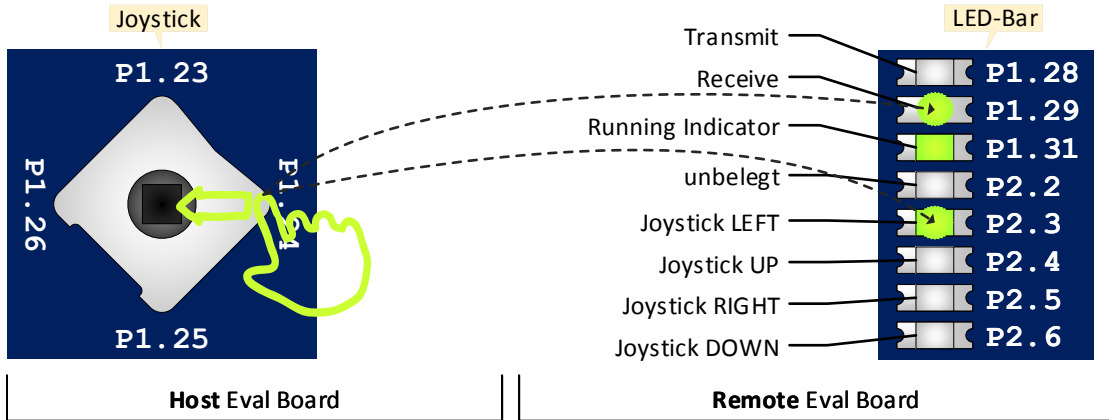 Joystick
P1.23
P1.26
P1.25
Host Eval Board
LED-Bar
Transmit
P1.28
Receive
P1.29
Running Indicator
P1.31
unbelegt
P2.2
Joystick LEFT
P2.3
Joystick UP
P2.4
Joystick RIGHT
P2.5
Joystick DOWN
P2.6
Remote Eval Board